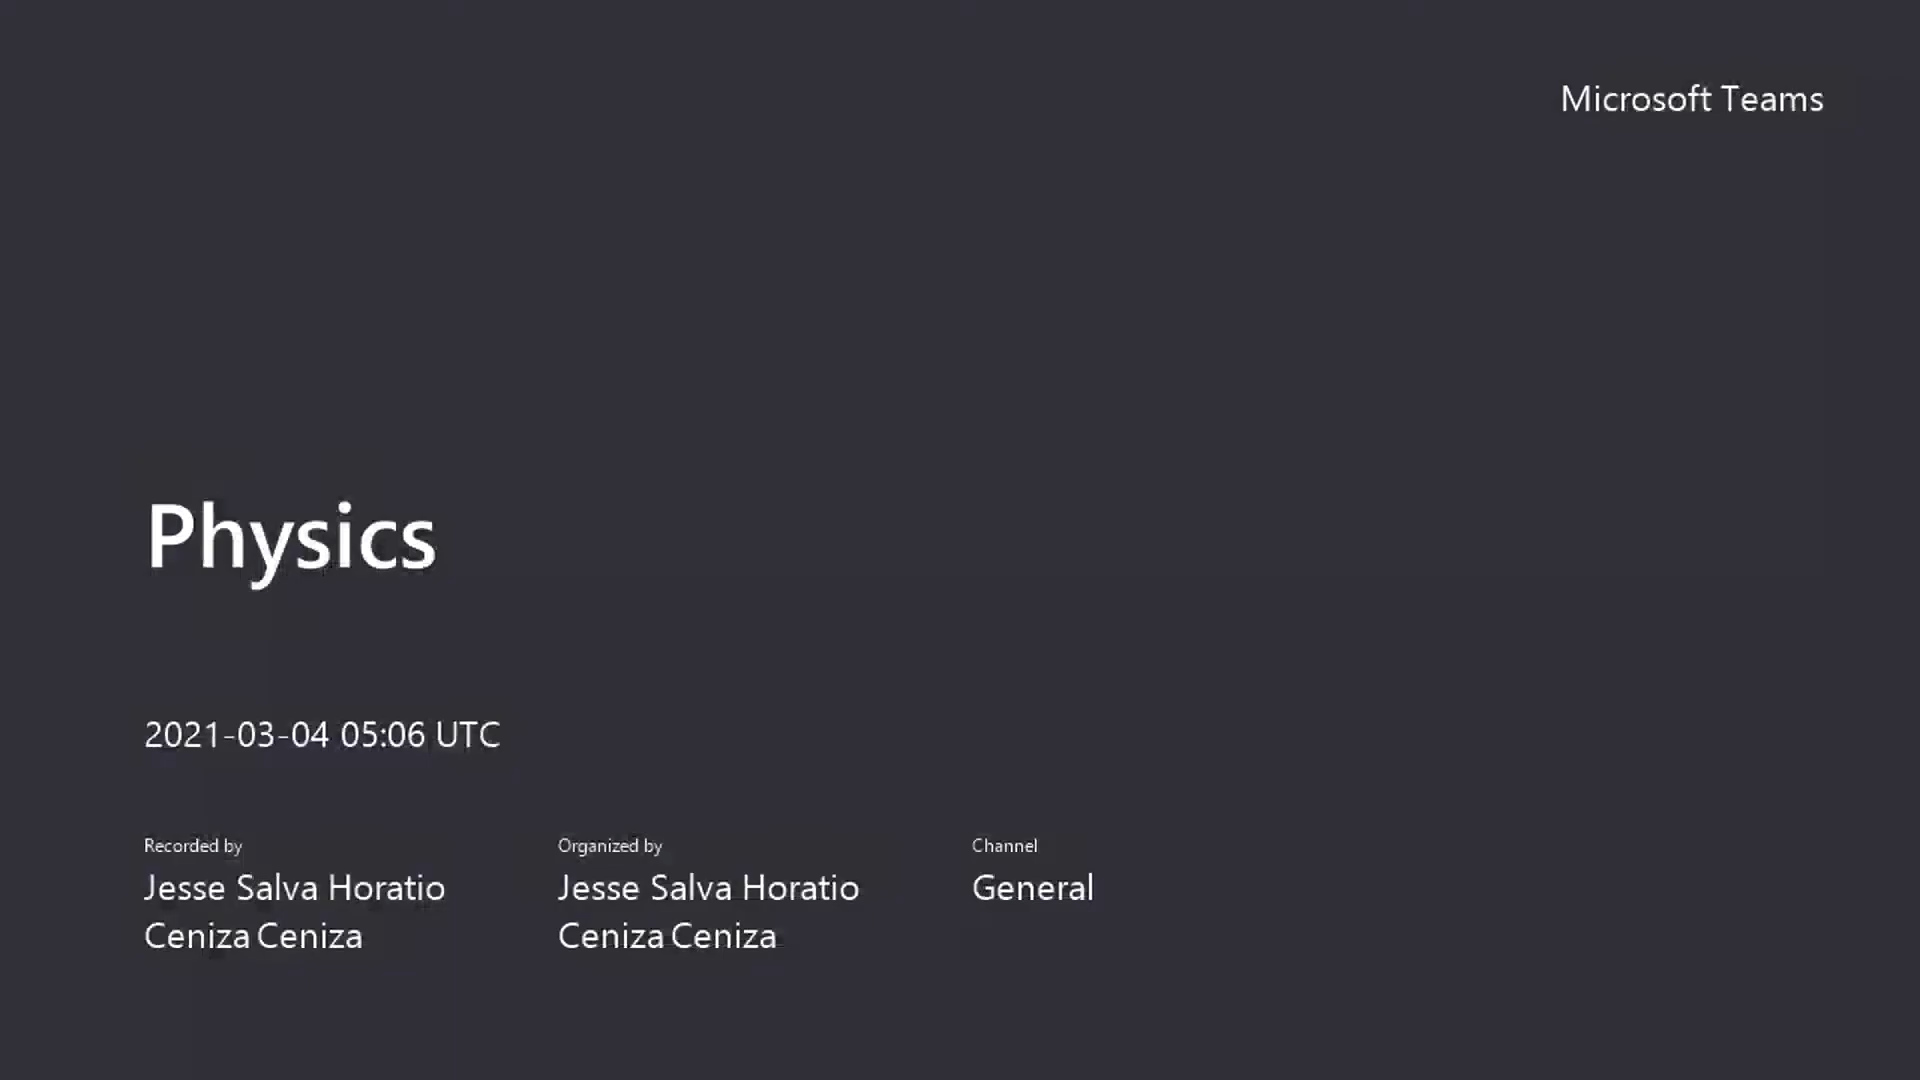 Microsoft Teams
Physics
2021-03-04 05:06 UTC
Recorded by
Jesse Salva Horatio
Ceniza Ceniza
Organized by
Jesse Salva Horatio
Ceniza Ceniza
Channel
General